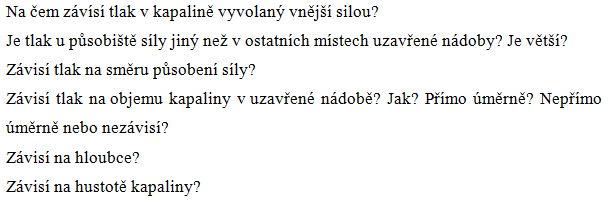 Na čem závísí tlak v kapalině vyvolaný vnější silou?
Je tlak u působiště síly jiný než v ostatních místech uzavřené nádoby? Je větší?
Závisí tlak na směru působení síly?
Závisí tlak na objemu kapaliny v uzavřené nádobě? Jak? Přímo úměrně? Nepřímo
úměrně nebo nezávisí?
Závisí na hloubce?
Závisí na hustotě kapaliny?